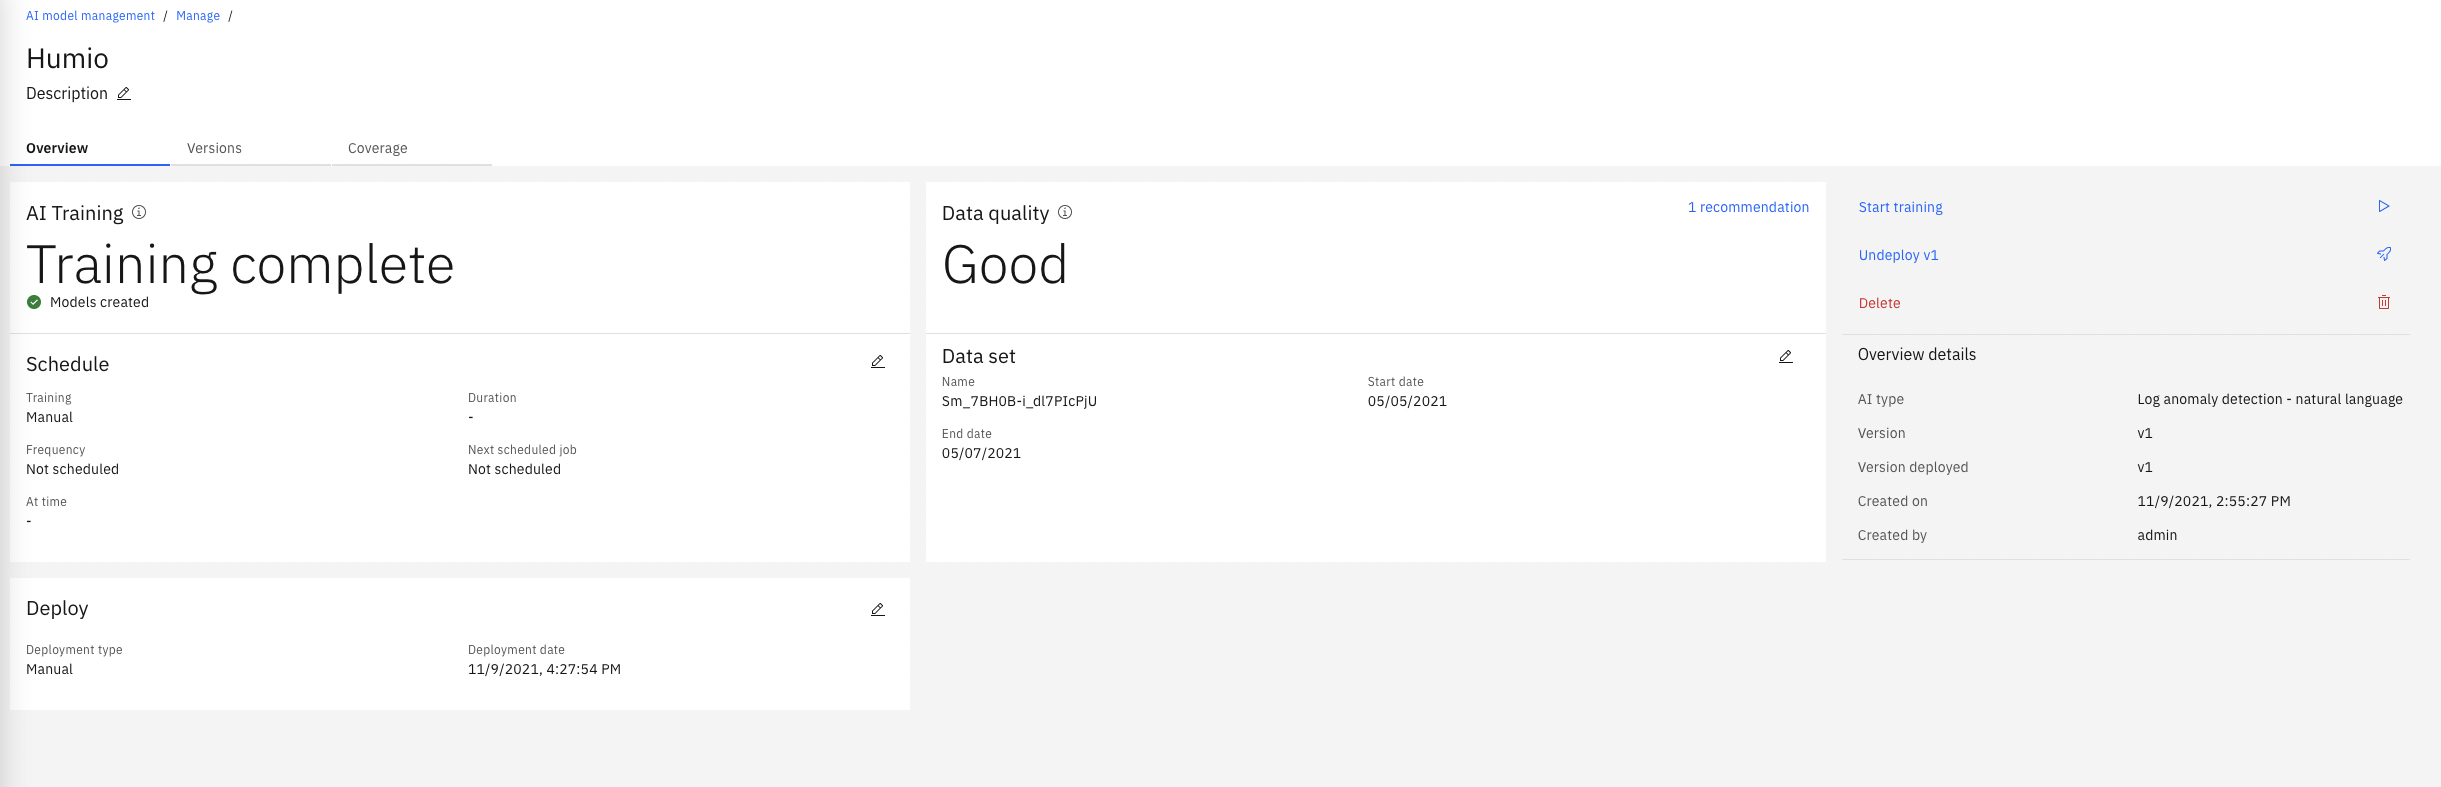 AI model management / Manage /
Humio
Description
Overview Versions Coverage
AI Training
Training complete
Models created
Schedule
Training Duration
Manual -
Frequency Next scheduled job
Not scheduled Not scheduled
At time
-
Deploy
Deployment type Deployment date
Manual 11/9/2021, 4:27:54 PM
Data quality 1 recommendation
Good
Data set
Name Start date
Sm_7BH0B-i_dl7PIcPjU 05/05/2021
End date
05/07/2021
Start training
Undeploy v1
Delete
Overview details
AI type Log anomaly detection - natural language
Version v1
Version deployed v1
Created on 11/9/2021, 2:55:27 PM
Created by admin